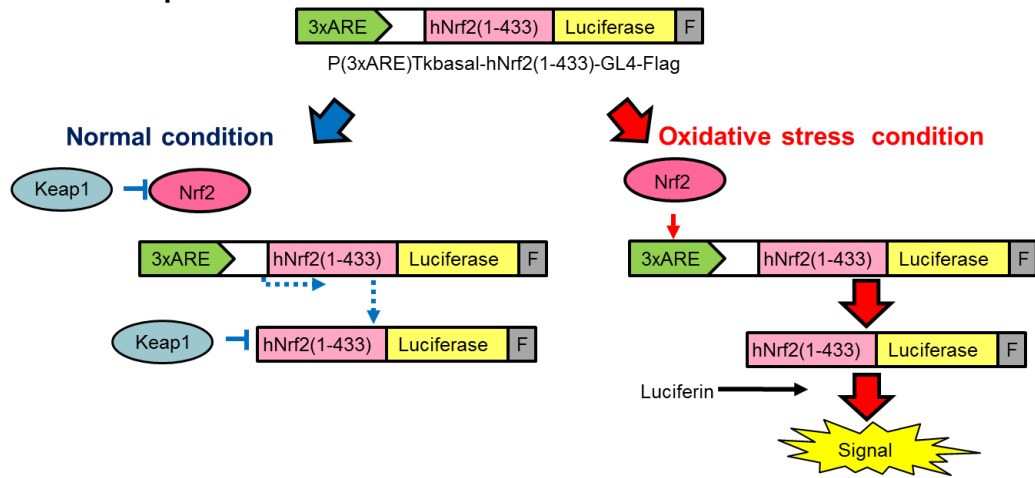 3xARE hNrf2(1-433) Luciferase F
P(3xARE)Tkbasal-hNrf2(1-433)-GL4-Flag
Normal condition
Oxidative stress condition
Keap1 Nrf2
Nrf2
3xARE hNrf2(1-433) Luciferase F
3xARE hNrf2(1-433) Luciferase F
Keap1 hNrf2(1-433) Luciferase F
hNrf2(1-433) Luciferase F
Luciferin
Signal